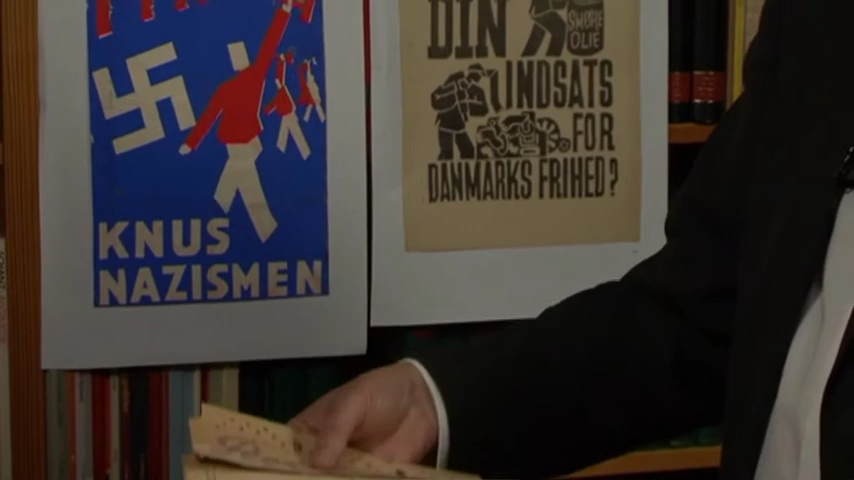 KNUS
NAZISMEN
DIN
SMØRE
OLIE
INDSATS
FOR
DANMARKS FRIHED?